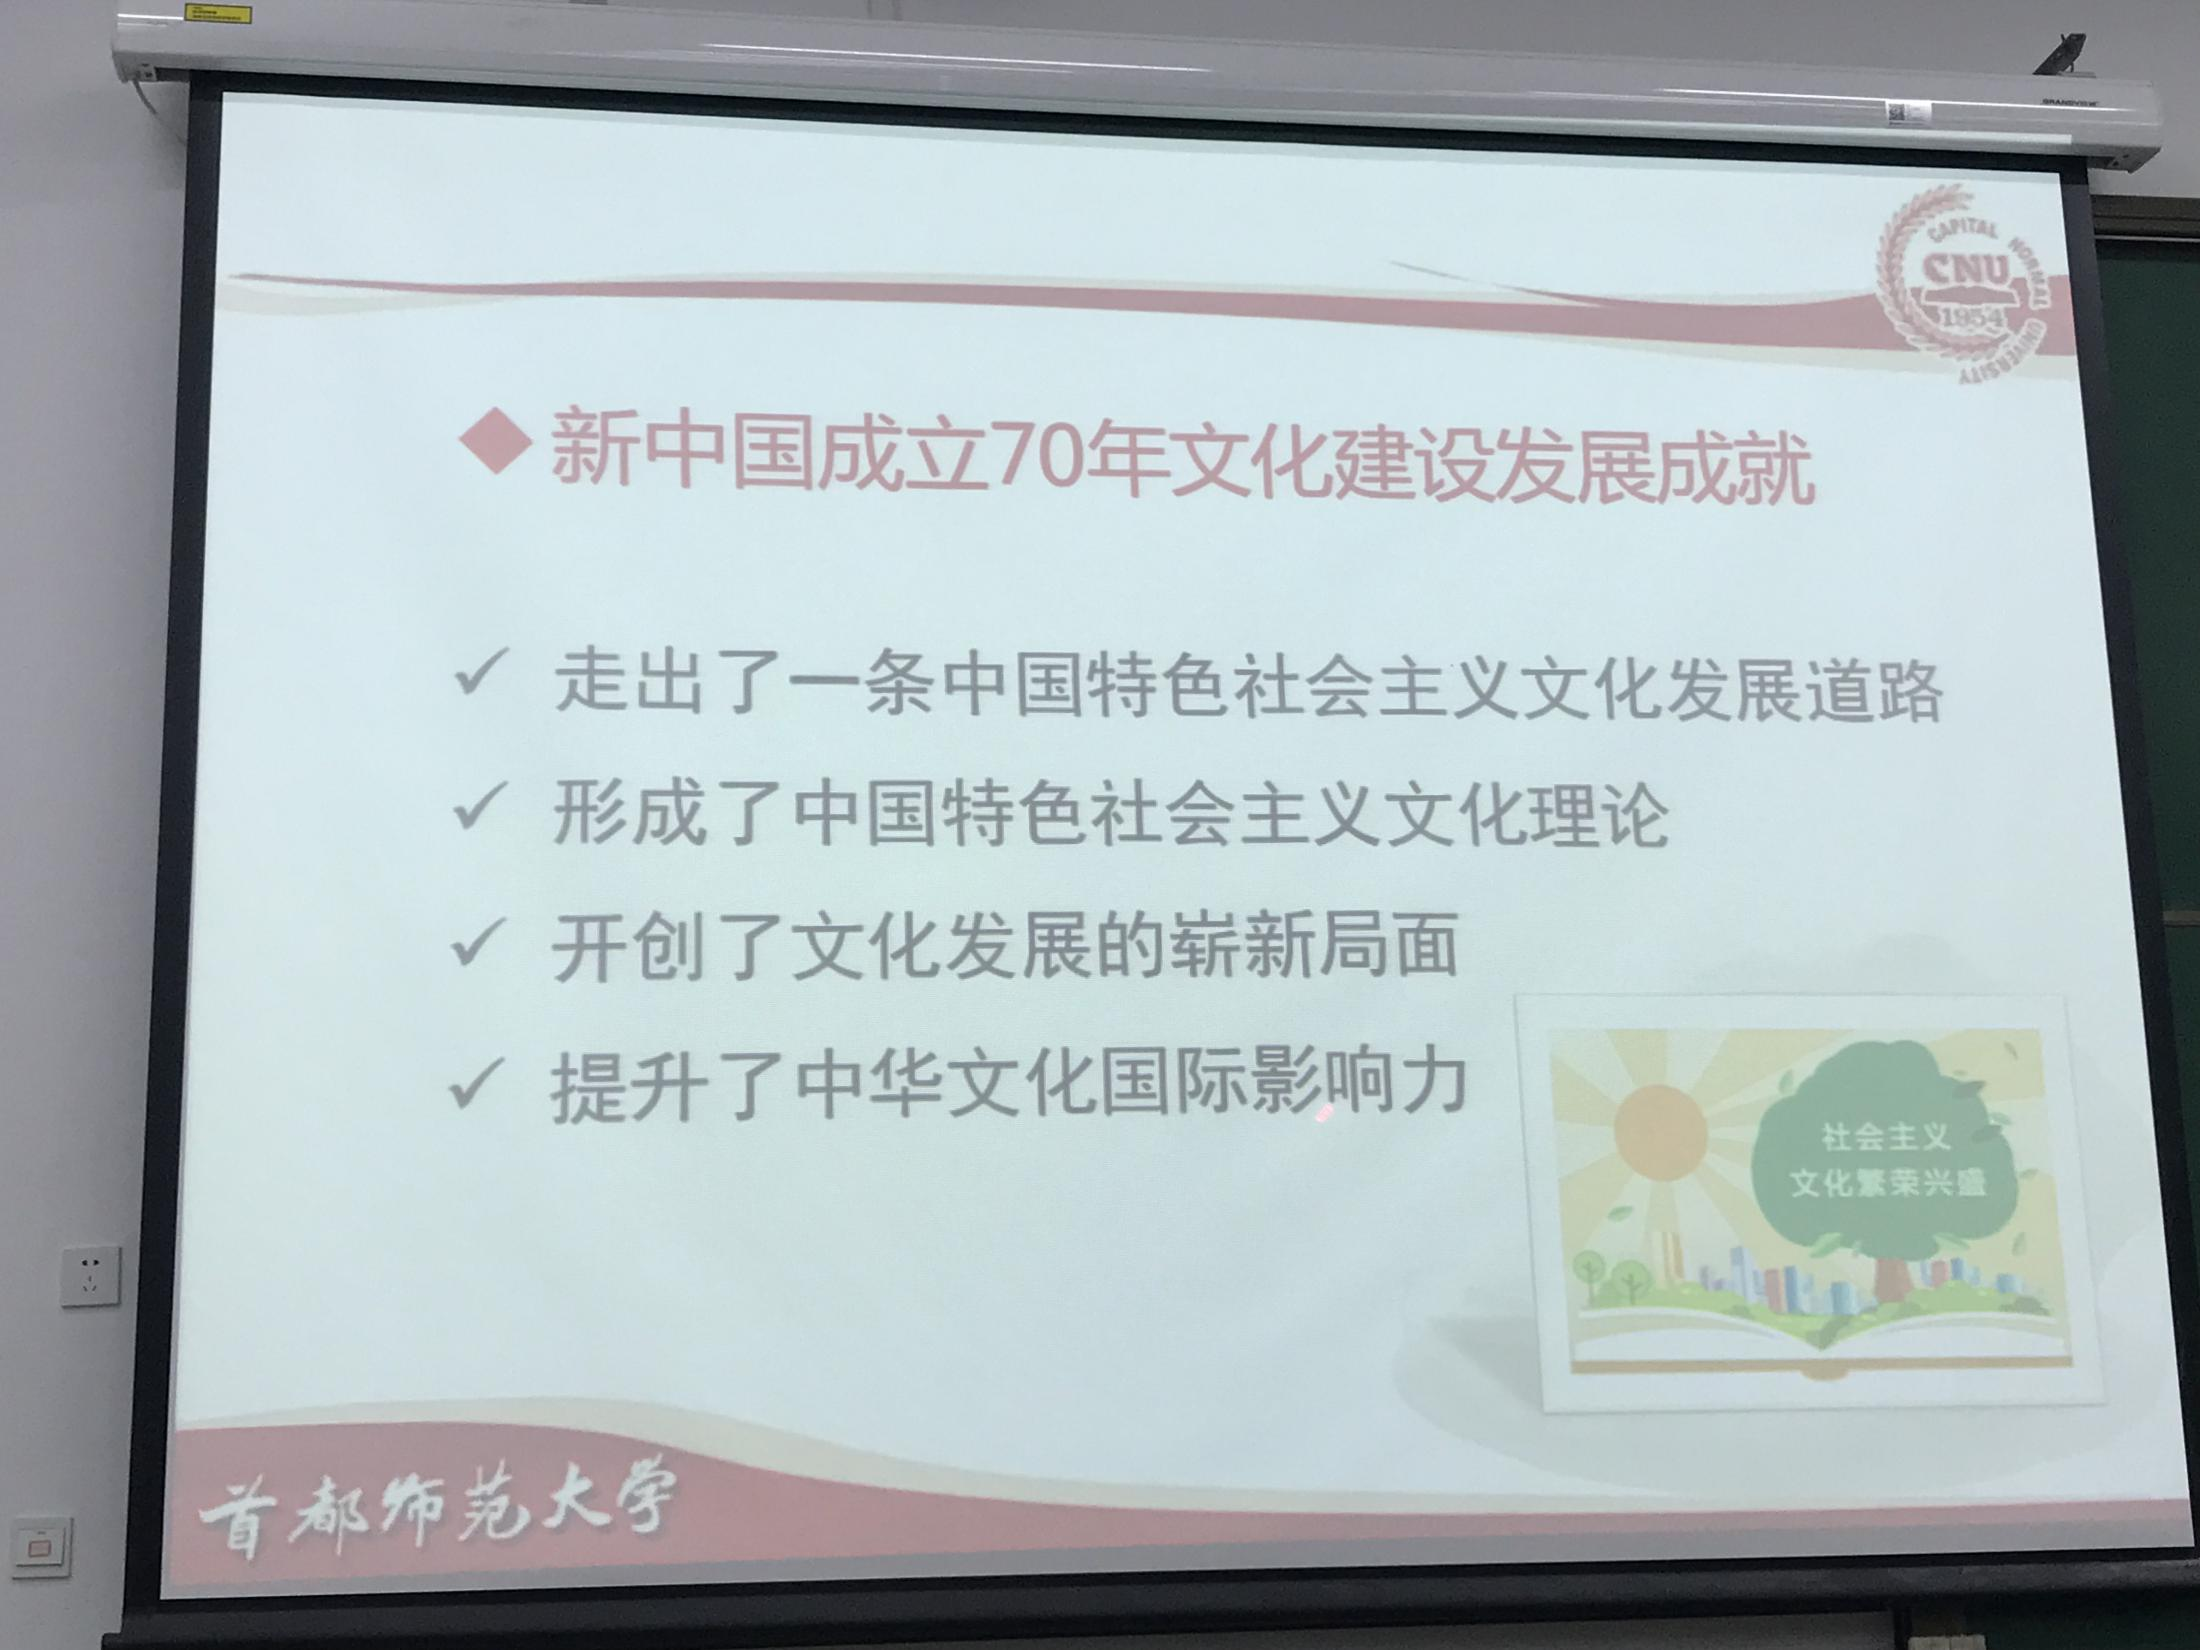 GRANDVIEW
CAPITAL NORMAL UNIVERSITY
CNU
1954
新中国成立70年文化建设发展成就
✓ 走出了一条中国特色社会主义文化发展道路
✓ 形成了中国特色社会主义文化理论
✓ 开创了文化发展的崭新局面
✓ 提升了中华文化国际影响力
社会主义
文化繁荣兴盛
首都师范大学